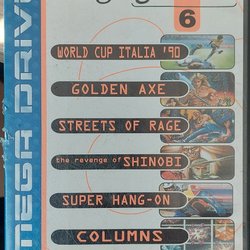 6
WORLD CUP ITALIA '90
GOLDEN AXE
STREETS OF RAGE
the revenge of SHINOBI
SUPER HANG-ON
COLUMNS
MEGA DRIVE